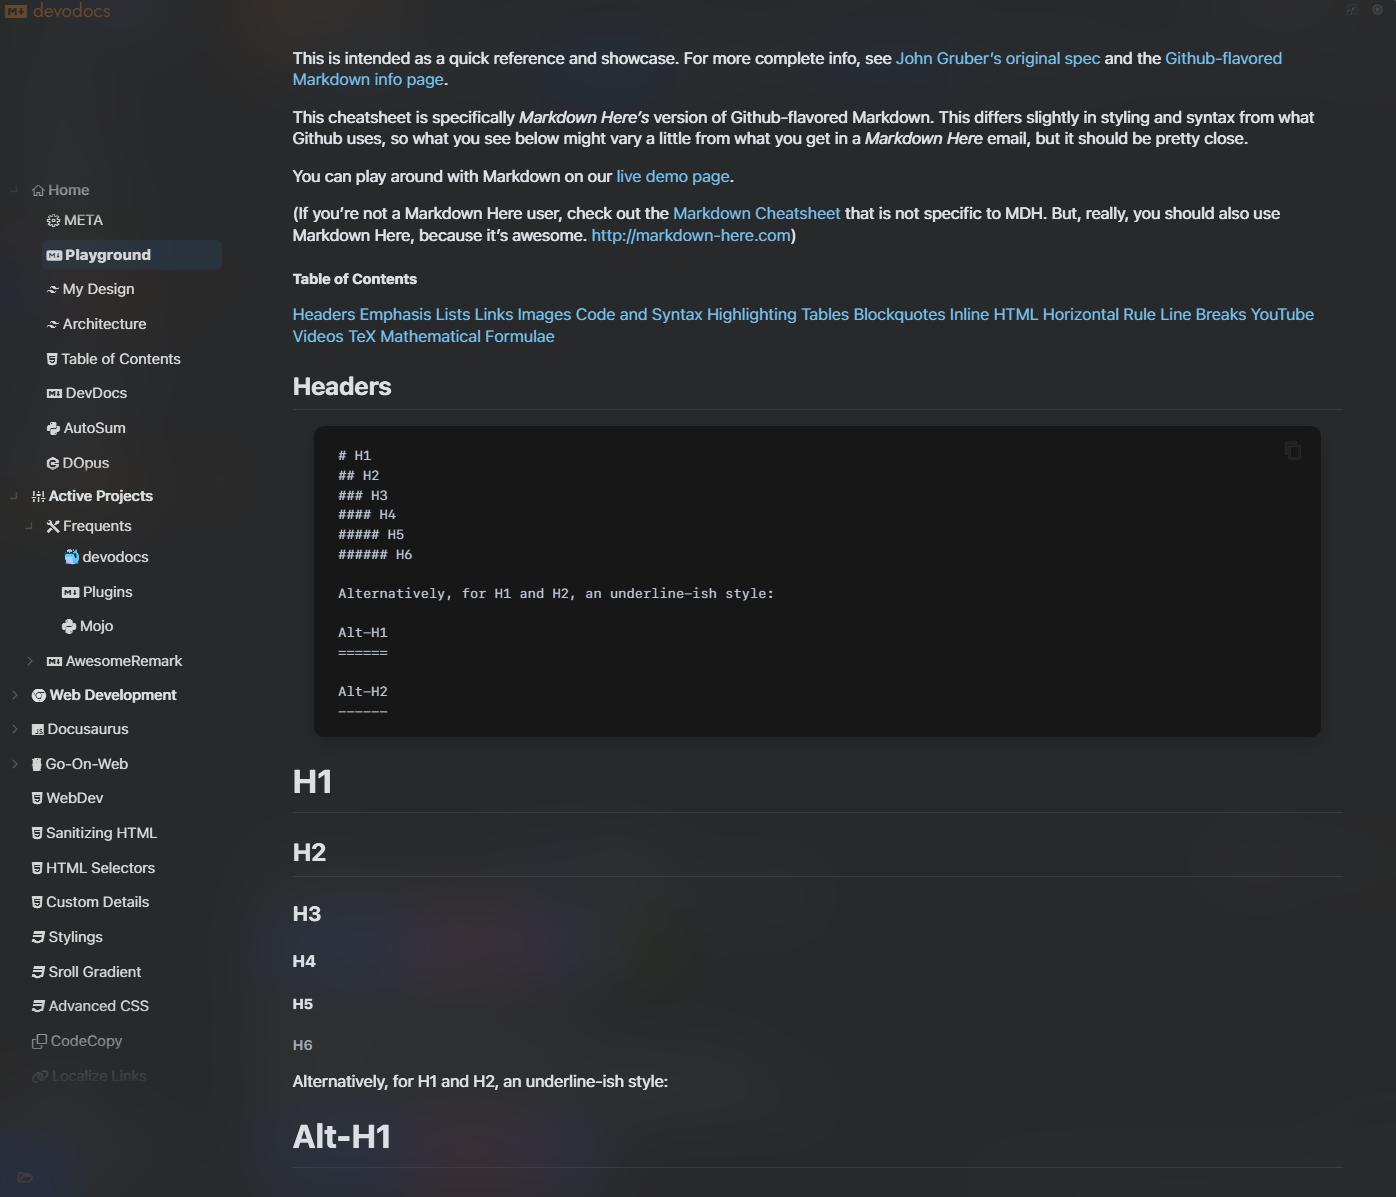 devodocs
Home
META
Playground
My Design
Architecture
Table of Contents
DevDocs
AutoSum
DOpus
Active Projects
Frequents
devodocs
Plugins
Mojo
AwesomeRemark
Web Development
Docusaurus
Go-On-Web
WebDev
Sanitizing HTML
HTML Selectors
Custom Details
Stylings
Sroll Gradient
Advanced CSS
CodeCopy
Localize Links
This is intended as a quick reference and showcase. For more complete info, see John Gruber’s original spec and the Github-flavored
Markdown info page.
This cheatsheet is specifically Markdown Here’s version of Github-flavored Markdown. This differs slightly in styling and syntax from what
Github uses, so what you see below might vary a little from what you get in a Markdown Here email, but it should be pretty close.
You can play around with Markdown on our live demo page.
(If you’re not a Markdown Here user, check out the Markdown Cheatsheet that is not specific to MDH. But, really, you should also use
Markdown Here, because it’s awesome. http://markdown-here.com)
Table of Contents
Headers Emphasis Lists Links Images Code and Syntax Highlighting Tables Blockquotes Inline HTML Horizontal Rule Line Breaks YouTube
Videos TeX Mathematical Formulae
Headers
# H1
## H2
### H3
#### H4
##### H5
###### H6
Alternatively, for H1 and H2, an underline-ish style:
Alt-H1
======
Alt-H2
------
H1
H2
H3
H4
H5
H6
Alternatively, for H1 and H2, an underline-ish style:
Alt-H1